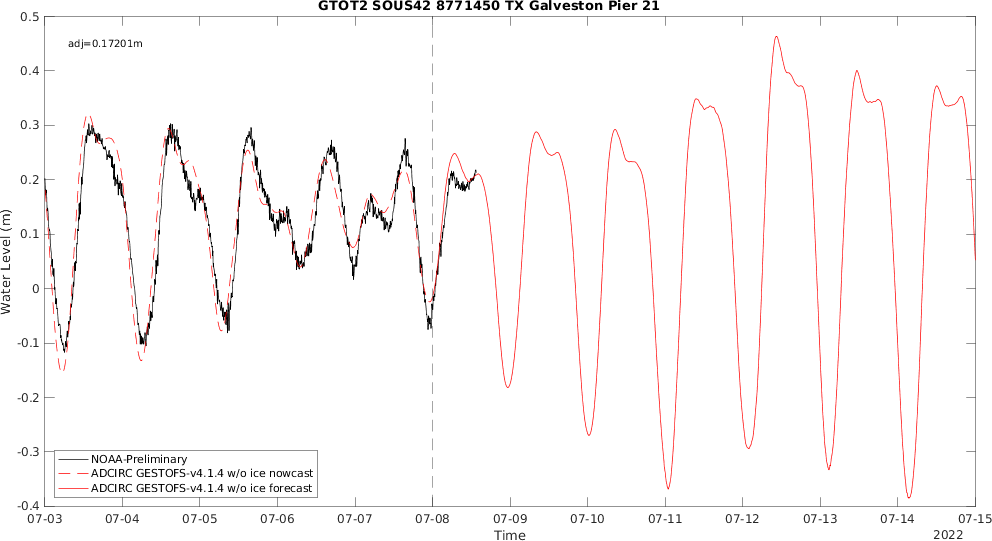 GTOT2 SOUS42 8771450 TX Galveston Pier 21
0.5
adj=0.17201m
0.4
0.3
0.2
0.1
0
-0.1
-0.2
-0.3
-0.4
Water Level (m)
NOAA-Preliminary
ADCIRC GESTOFS-v4.1.4 w/o ice nowcast
ADCIRC GESTOFS-v4.1.4 w/o ice forecast
07-03 07-04 07-05 07-06 07-07 07-08 07-09 07-10 07-11 07-12 07-13 07-14 07-15
Time
2022